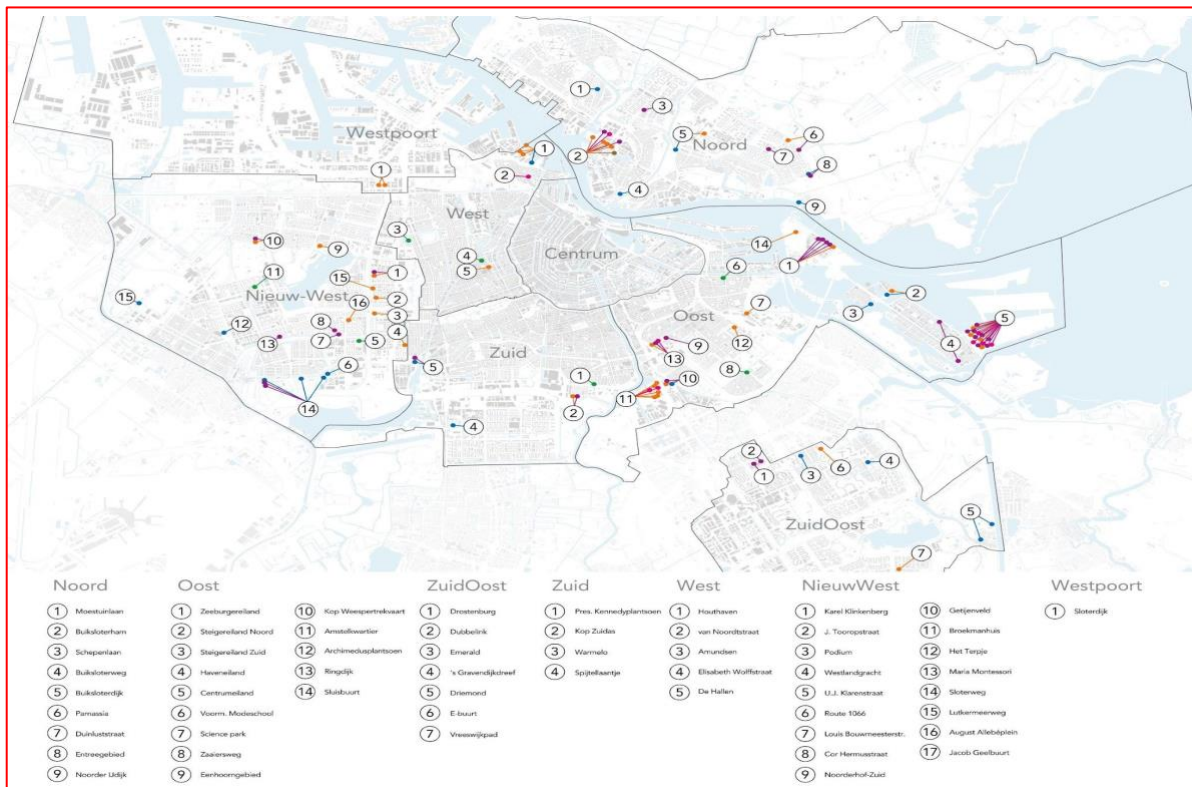 Westpoort
Noord
West
Centrum
Nieuw-West
Oost
Zuid
ZuidOost
Noord
1 Moestuinlaan
2 Buiksloterham
3 Schepenlaan
4 Buiksloterweg
5 Buiksloterdijk
6 Parnassia
7 Duinluststraat
8 Entreegebied
9 Noorder IJdijk
Oost
1 Zeeburgereiland
2 Steigereiland Noord
3 Steigereiland Zuid
4 Haveneiland
5 Centrumeiland
6 Voorm. Modeschool
7 Science park
8 Zaaiersweg
9 Eenhoorngebied
10 Kop Weespertrekvaart
11 Amstelkwartier
12 Archimedusplantsoen
13 Ringdijk
14 Sluisbuurt
ZuidOost
1 Drostenburg
2 Dubbelink
3 Emerald
4 's Gravendijkdreef
5 Driemond
6 E-buurt
7 Vreeswijkpad
Zuid
1 Pres. Kennedyplantsoen
2 Kop Zuidas
3 Warmelo
4 Spijtellaantje
West
1 Houthaven
2 van Noordtstraat
3 Amundsen
4 Elisabeth Wolffstraat
5 De Hallen
NieuwWest
1 Karel Klinkenberg
2 J. Tooropstraat
3 Podium
4 Westlandgracht
5 U.J. Klarenstraat
6 Route 1066
7 Louis Bouwmeesterstr.
8 Cor Hermusstraat
9 Noorderhof-Zuid
10 Getijenveld
11 Broekmanhuis
12 Het Terpje
13 Maria Montessori
14 Sloterweg
15 Lutkemeerweg
16 August Allebéplein
17 Jacob Geelbuurt
Westpoort
1 Sloterdijk